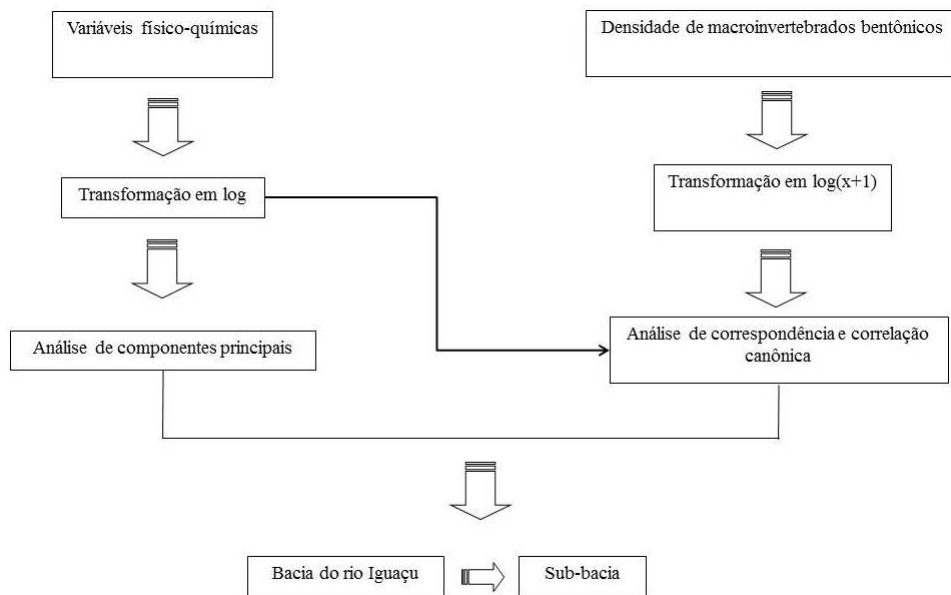 Variáveis físico-químicas
Densidade de macroinvertebrados bentônicos
Transformação em log
Transformação em log(x+1)
Análise de componentes principais
Análise de correspondência e correlação
canônica
Bacia do rio Iguaçu
Sub-bacia